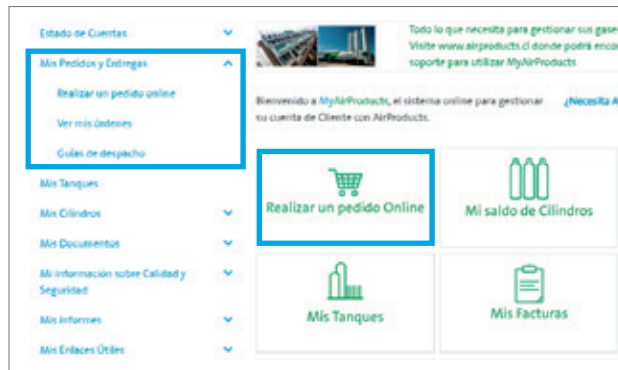 Estado de Cuentas
Mis Pedidos y Entregas
Realizar un pedido online
Ver mis órdenes
Guías de despacho
Mis Tanques
Mis Cilindros
Mis Documentos
Mi información sobre Calidad y
Seguridad
Mis Informes
Mis Enlaces Útiles
Todo lo que necesita para gestionar sus gase
Visite www.airproducts.cl donde podrá encon
soporte para utilizar MyAirProducts
Bienvenido a MyAirProducts, el sistema online para gestionar
su cuenta de Cliente con AirProducts.
¿Necesita A
Realizar un pedido Online
Mi saldo de Cilindros
Mis Tanques
Mis Facturas